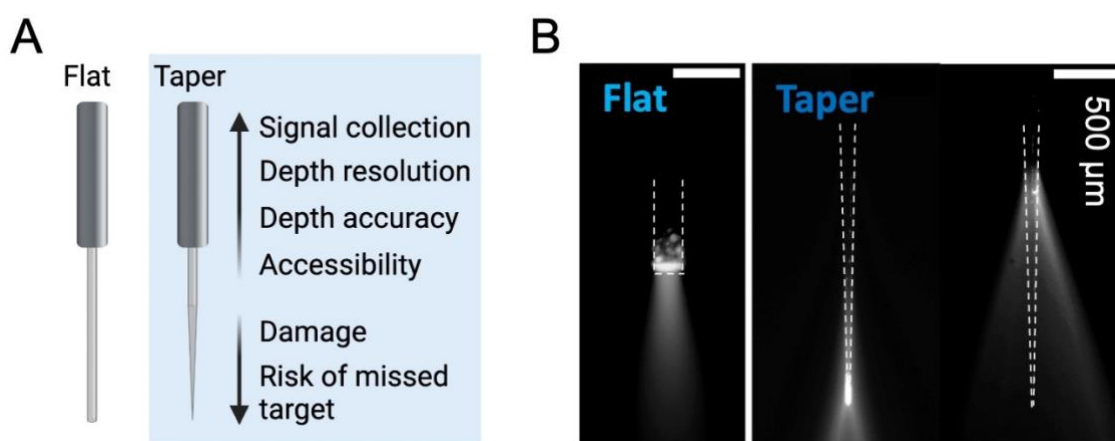 A
Flat
Taper
Signal collection
Depth resolution
Depth accuracy
Accessibility
Damage
Risk of missed
target
B
Flat
Taper
500 μm